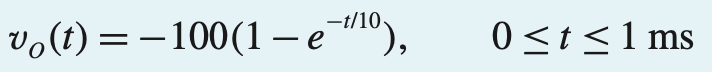 v_o(t) = −100(1 − e^{−t/10}), 0 ≤ t ≤ 1 ms